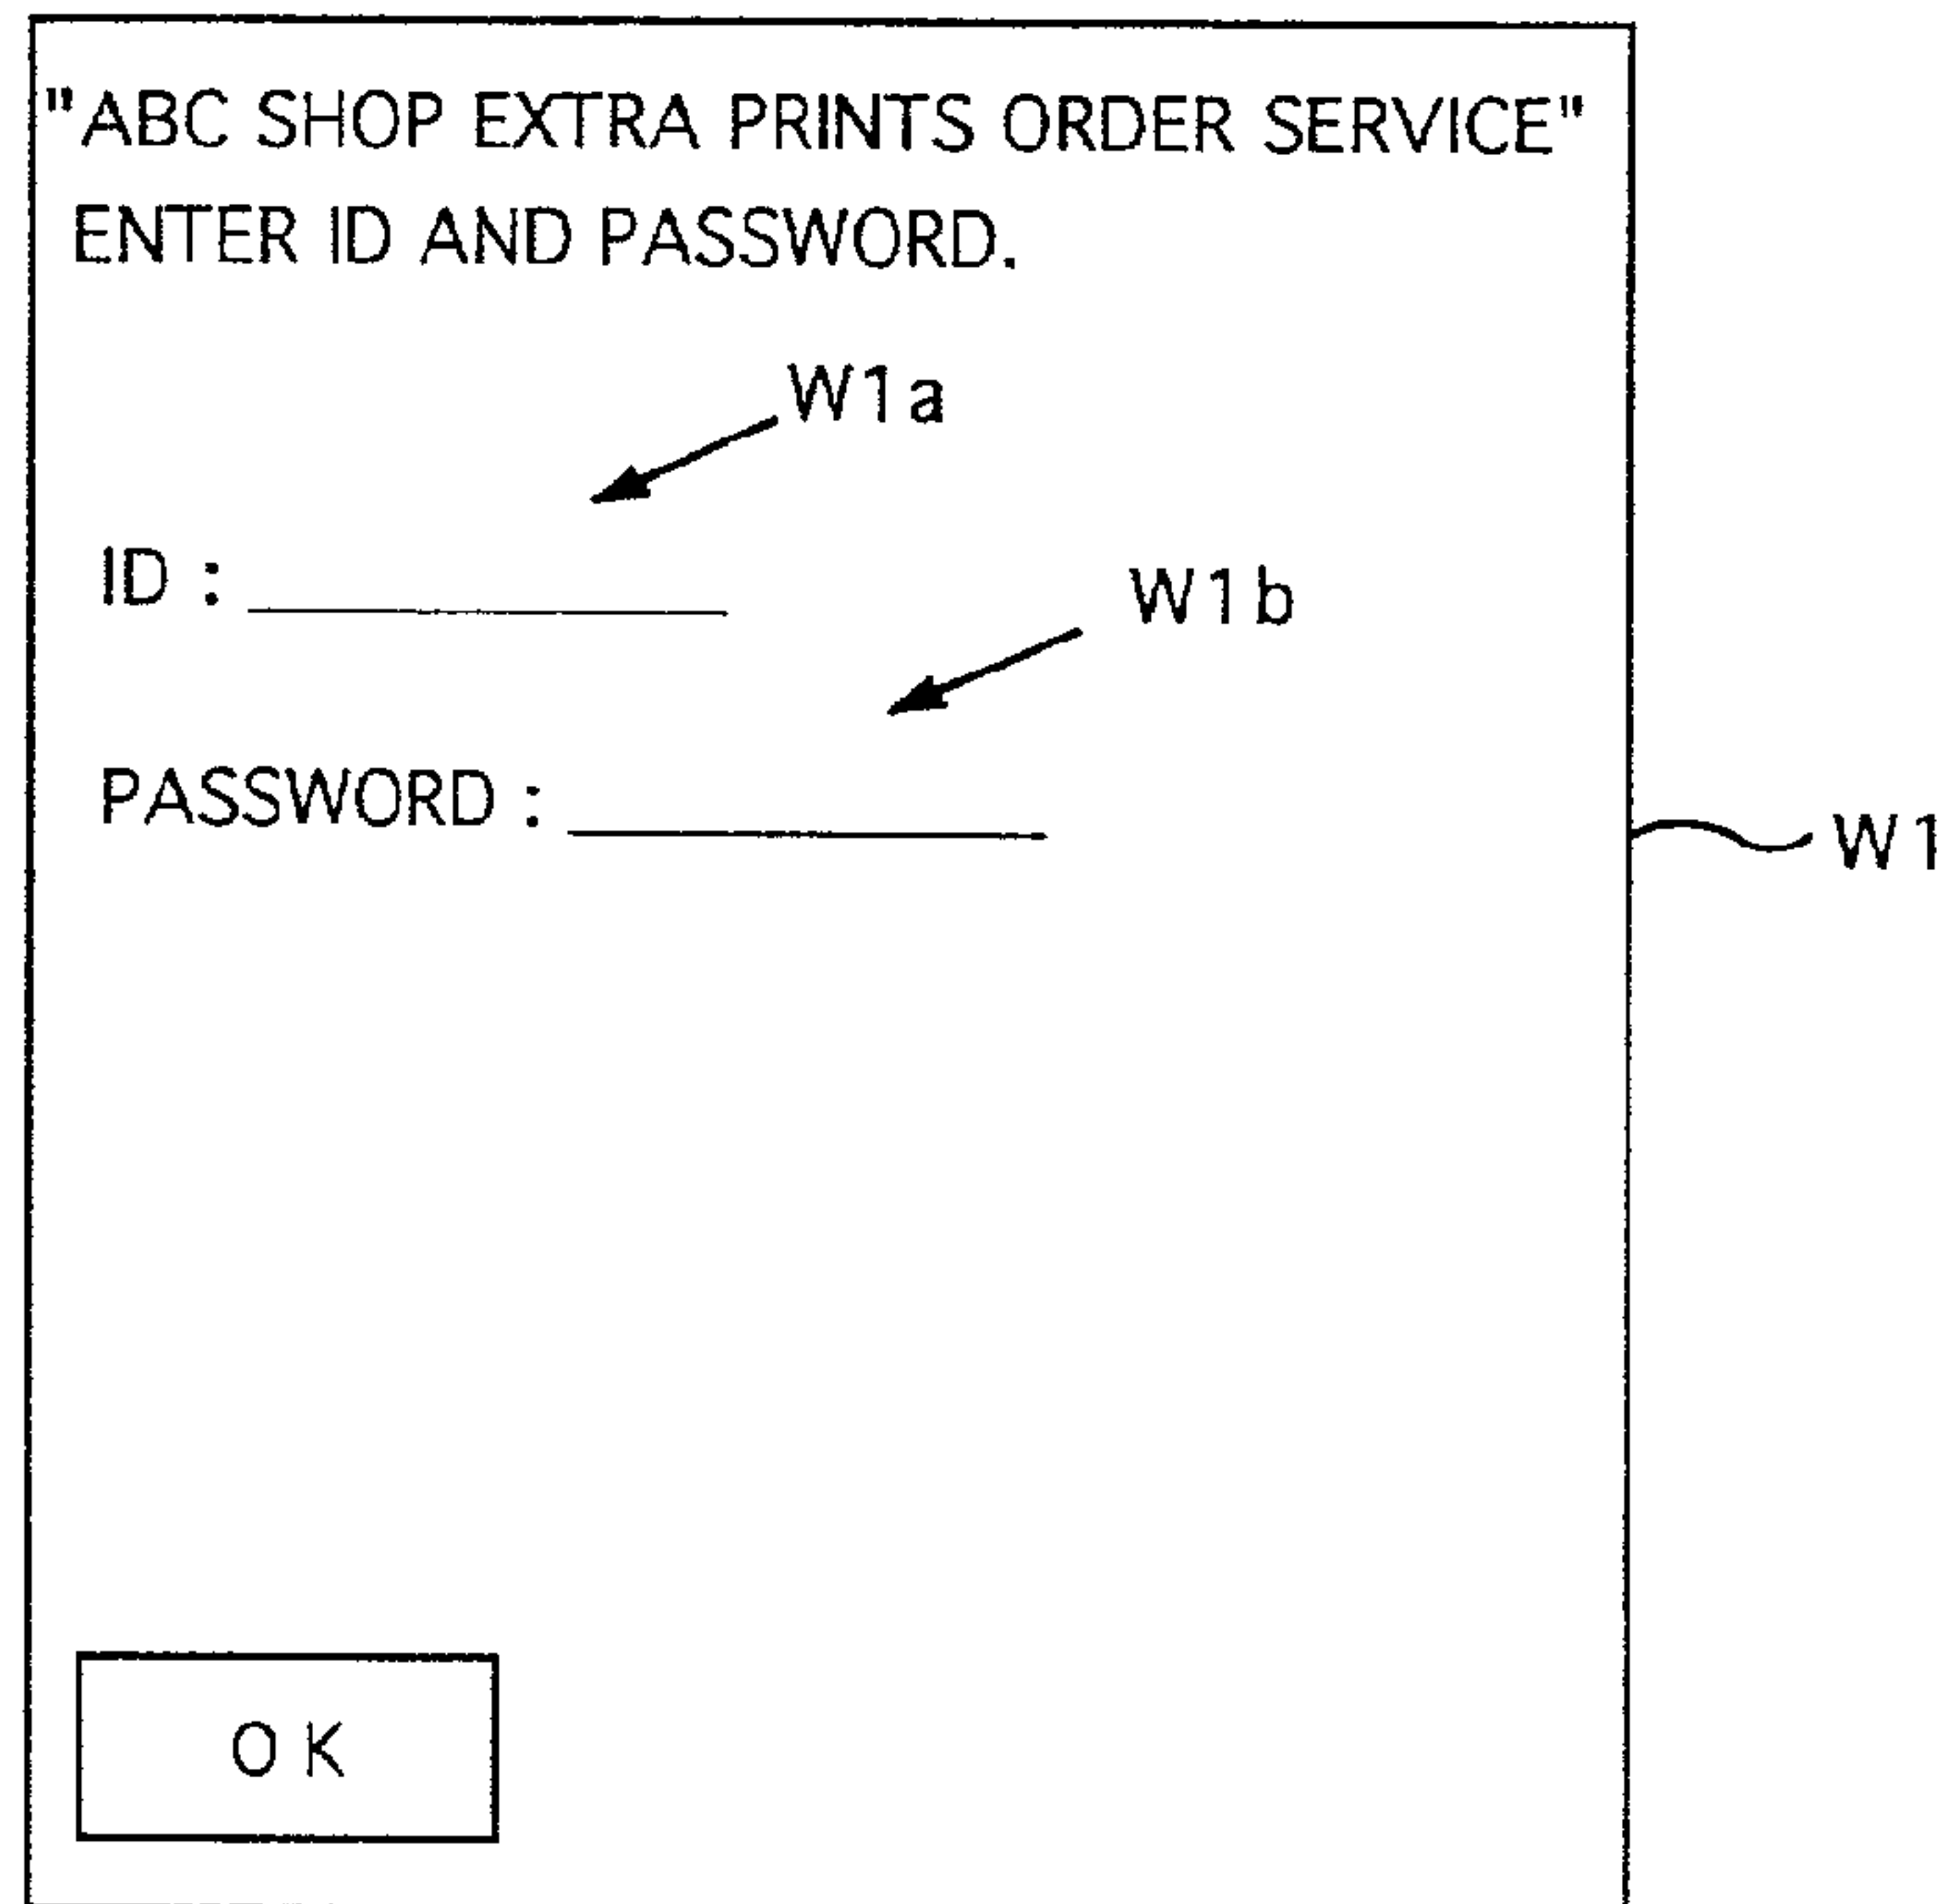 "ABC SHOP EXTRA PRINTS ORDER SERVICE"
ENTER ID AND PASSWORD.
W1a
ID :
W1b
PASSWORD :
W1
OK